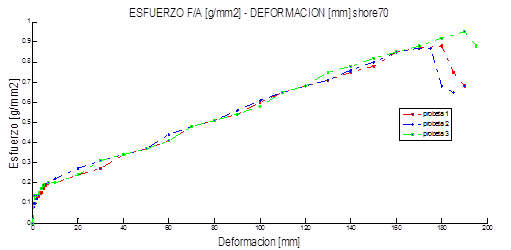 ESFUERZO F/A [g/mm2] - DEFORMACION [mm] shore70
Esfuerzo [g/mm2]
1
0.9
0.8
0.7
0.6
0.5
0.4
0.3
0.2
0.1
0
0 20 40 60 80 100 120 140 160 180 200
Deformacion [mm]
probeta 1
probeta 2
probeta 3